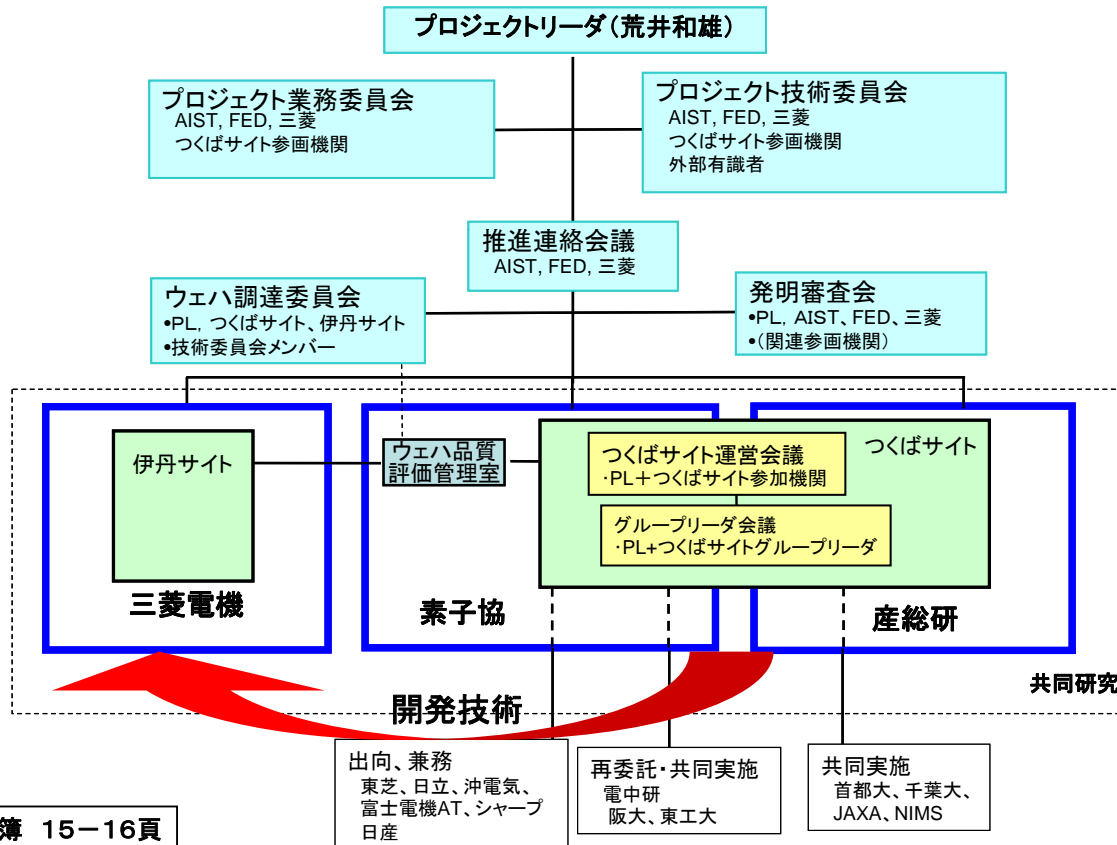 プロジェクトリーダ(荒井和雄)
プロジェクト業務委員会
AIST, FED, 三菱
つくばサイト参画機関
プロジェクト技術委員会
AIST, FED, 三菱
つくばサイト参画機関
外部有識者
推進連絡会議
AIST, FED, 三菱
ウェハ調達委員会
•PL, つくばサイト、伊丹サイト
•技術委員会メンバー
発明審査会
•PL, AIST、FED、三菱
•(関連参画機関)
伊丹サイト
ウェハ品質
評価管理室
つくばサイト
つくばサイト運営会議
・PL+つくばサイト参加機関
グループリーダ会議
・PL+つくばサイトグループリーダ
三菱電機
素子協
産総研
共同研究
開発技術
出向、兼務
東芝、日立、沖電気、
富士電機AT、シャープ
日産
再委託・共同実施
電中研
阪大、東工大
共同実施
首都大、千葉大、
JAXA、NIMS
簿 15-16頁